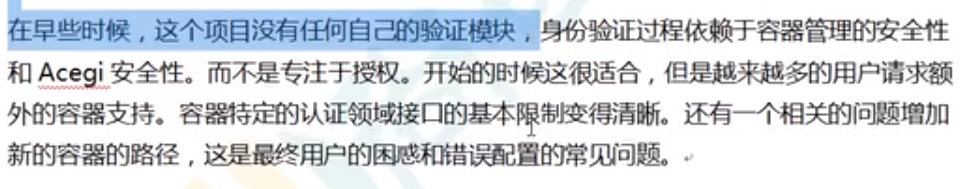 在早些时候，这个项目没有任何自己的验证模块，身份验证过程依赖于容器管理的安全性
和 Acegi 安全性。而不是专注于授权。开始的时候这很适合，但是越来越多的用户请求额
外的容器支持。容器特定的认证领域接口的基本限制变得清晰。还有一个相关的问题增加
新的容器的路径，这是最终用户的困惑和错误配置的常见问题。